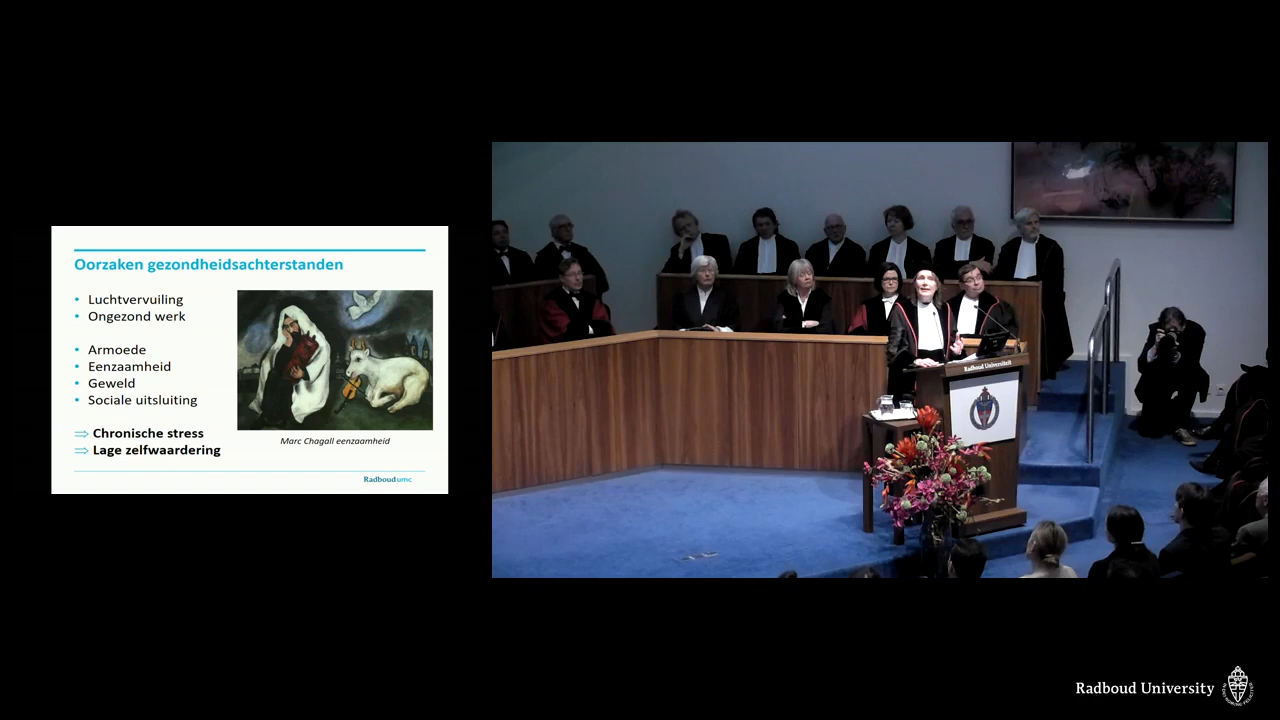 Oorzaken gezondheidsachterstanden
• Luchtvervuiling
• Ongezond werk
• Armoede
• Eenzaamheid
• Geweld
• Sociale uitsluiting
⇒ Chronische stress
⇒ Lage zelfwaardering
Marc Chagall eenzaamheid
Radboudumc
Radboud Universiteit
Radboud University